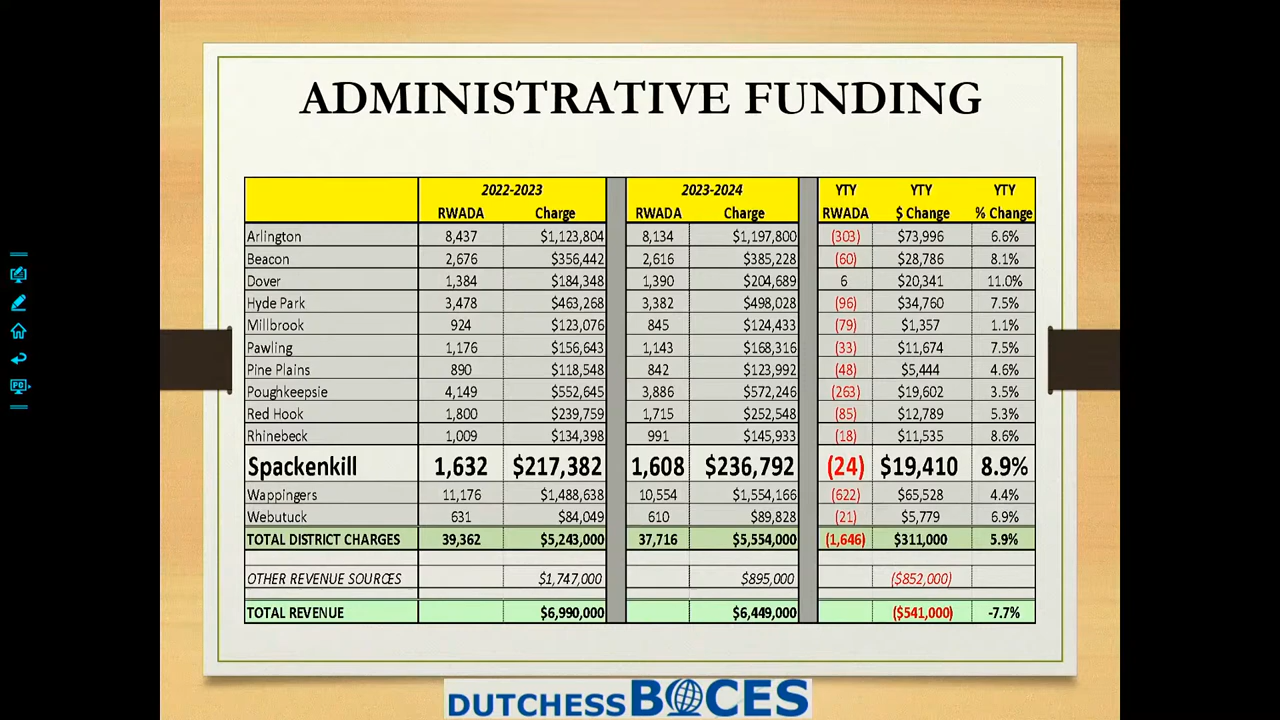 ADMINISTRATIVE FUNDING
2022-2023 2023-2024 YTY YTY YTY
RWADA Charge RWADA Charge RWADA $ Change % Change
Arlington 8,437 $1,123,804 8,134 $1,197,800 (303) $73,996 6.6%
Beacon 2,676 $356,442 2,616 $385,228 (60) $28,786 8.1%
Dover 1,384 $184,348 1,390 $204,689 6 $20,341 11.0%
Hyde Park 3,478 $463,268 3,382 $498,028 (96) $34,760 7.5%
Millbrook 924 $123,076 845 $124,433 (79) $1,357 1.1%
Pawling 1,176 $156,643 1,143 $168,316 (33) $11,674 7.5%
Pine Plains 890 $118,548 842 $123,992 (48) $5,444 4.6%
Poughkeepsie 4,149 $552,645 3,886 $572,246 (263) $19,602 3.5%
Red Hook 1,800 $239,759 1,715 $252,548 (85) $12,789 5.3%
Rhinebeck 1,009 $134,398 991 $145,933 (18) $11,535 8.6%
Spackenkill 1,632 $217,382 1,608 $236,792 (24) $19,410 8.9%
Wappingers 11,176 $1,488,638 10,554 $1,554,166 (622) $65,528 4.4%
Webutuck 631 $84,049 610 $89,828 (21) $5,779 6.9%
TOTAL DISTRICT CHARGES 39,362 $5,243,000 37,716 $5,554,000 (1,646) $311,000 5.9%
OTHER REVENUE SOURCES $1,747,000 $895,000 ($852,000)
TOTAL REVENUE $6,990,000 $6,449,000 ($541,000) -7.7%
DUTCHESS BOCES